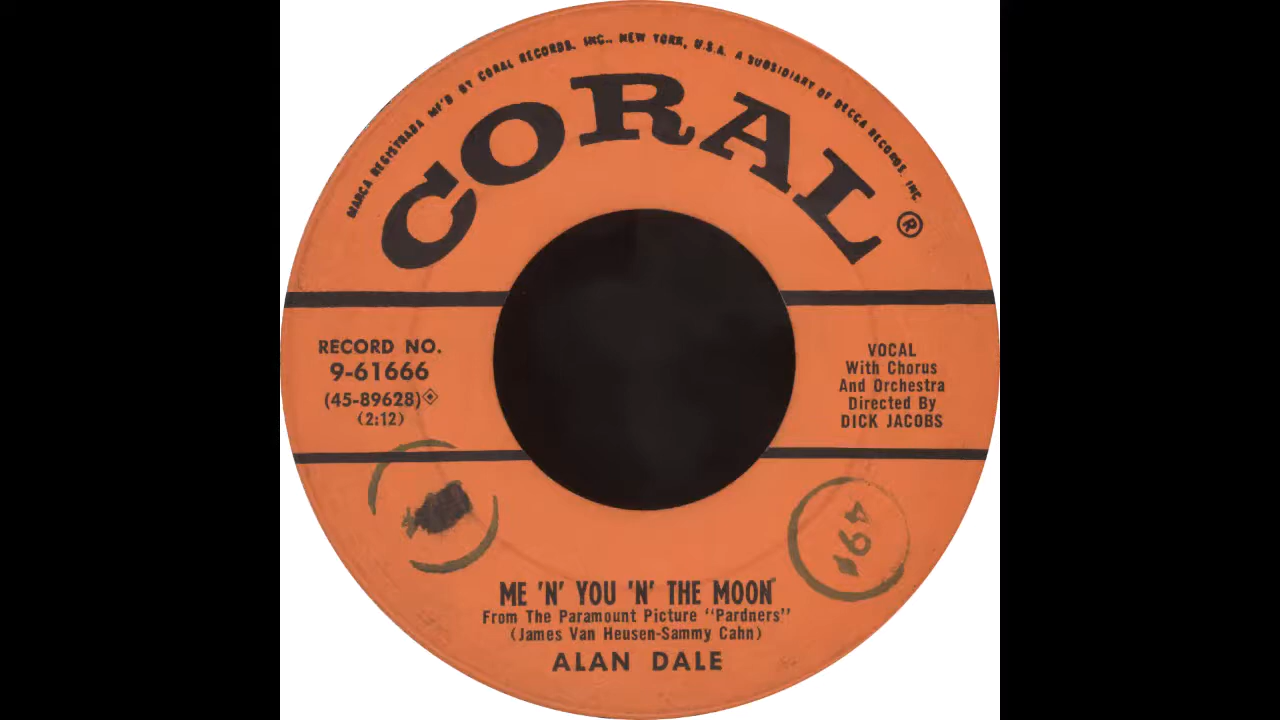 MARCA REGISTRADA MF'D BY CORAL RECORDS, INC., NEW YORK, U.S.A. A SUBSIDIARY OF DECCA RECORDS, INC.
CORAL ®
RECORD NO.
9-61666
(45-89628)
(2:12)
VOCAL
With Chorus
And Orchestra
Directed By
DICK JACOBS
49
ME 'N' YOU 'N' THE MOON
From The Paramount Picture "Pardners"
(James Van Heusen-Sammy Cahn)
ALAN DALE